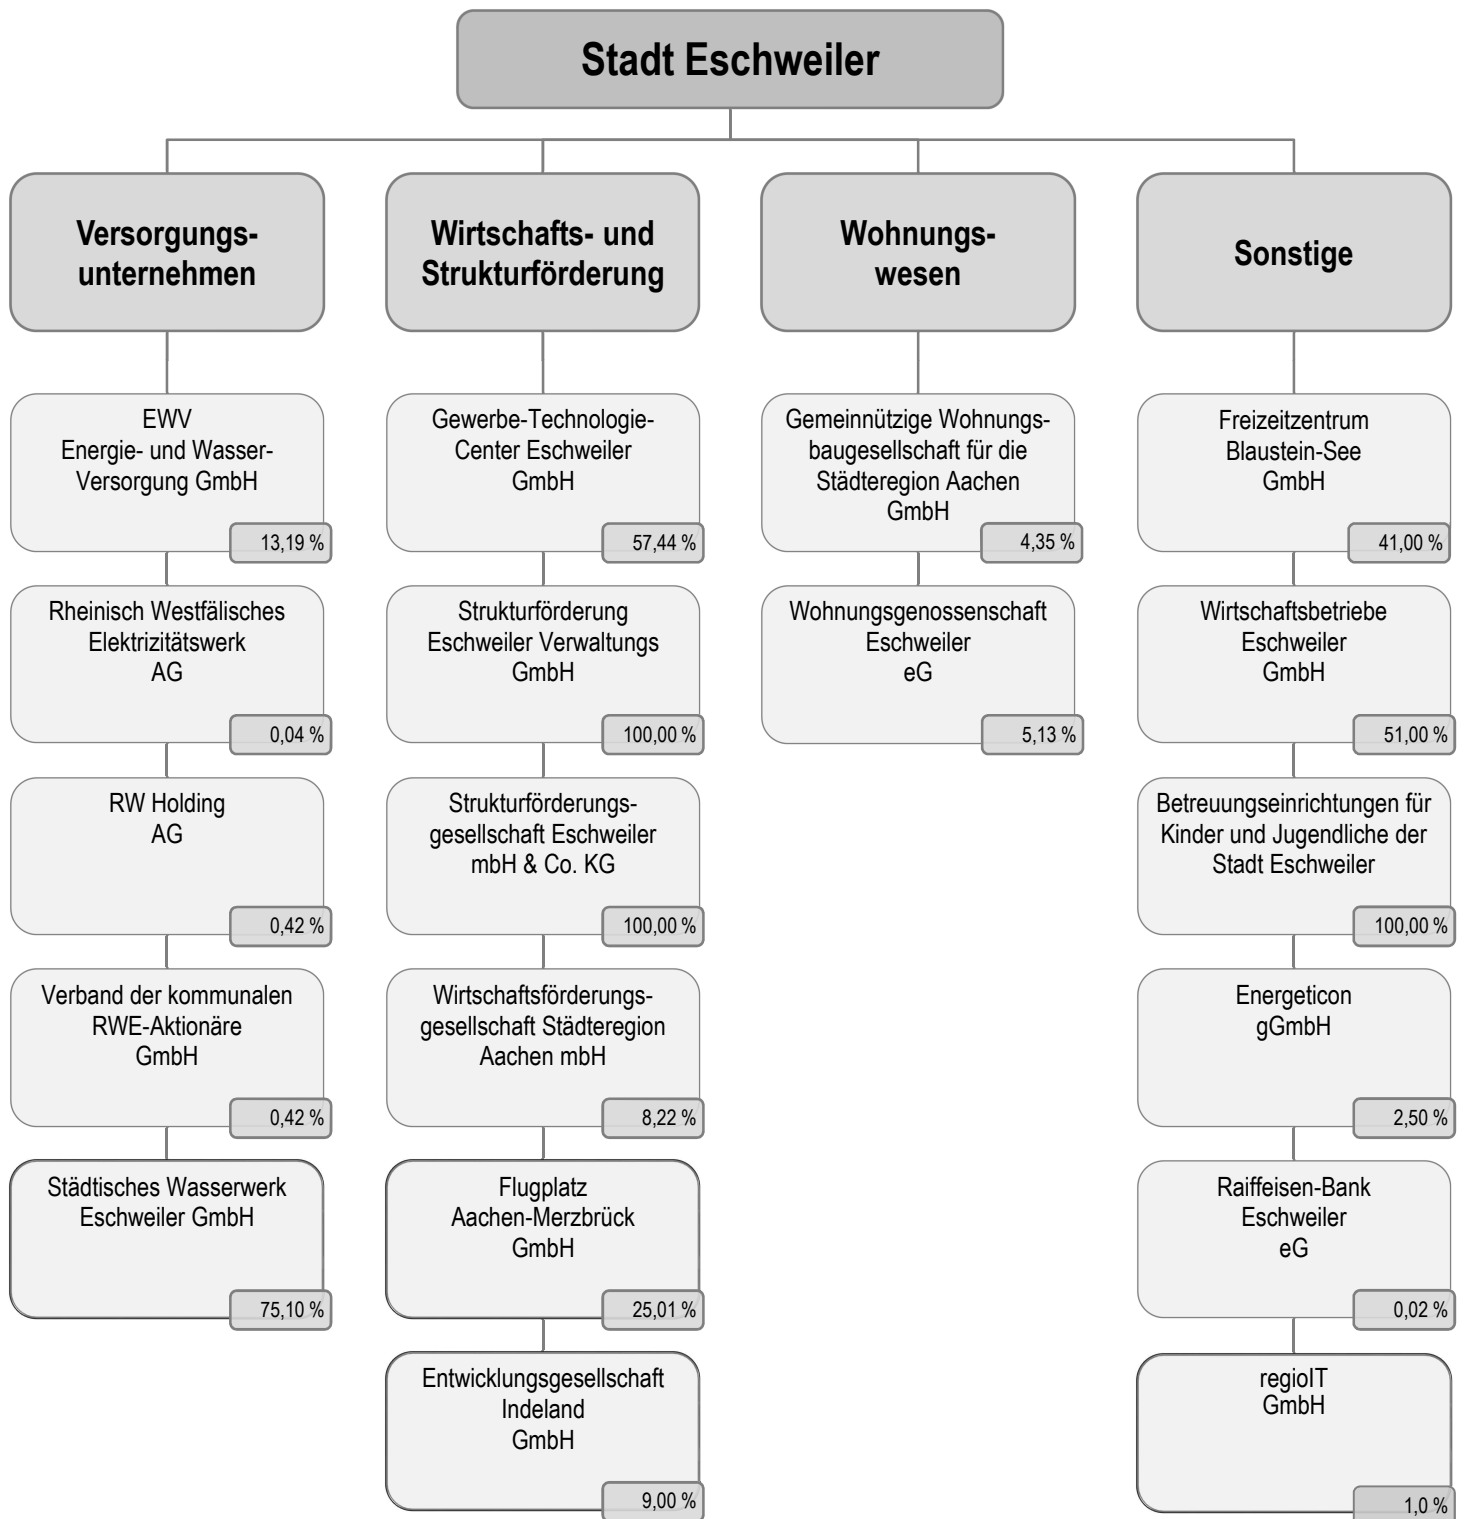 Stadt Eschweiler
Versorgungs-
unternehmen
EWV
Energie- und Wasser-
Versorgung GmbH
13,19 %
Rheinisch Westfälisches
Elektrizitätswerk
AG
0,04 %
RW Holding
AG
0,42 %
Verband der kommunalen
RWE-Aktionäre
GmbH
0,42 %
Städtisches Wasserwerk
Eschweiler GmbH
75,10 %
Wirtschafts- und
Strukturförderung
Gewerbe-Technologie-
Center Eschweiler
GmbH
57,44 %
Strukturförderung
Eschweiler Verwaltungs
GmbH
100,00 %
Strukturförderungs-
gesellschaft Eschweiler
mbH & Co. KG
100,00 %
Wirtschaftsförderungs-
gesellschaft Städteregion
Aachen mbH
8,22 %
Flugplatz
Aachen-Merzbrück
GmbH
25,01 %
Entwicklungsgesellschaft
Indeland
GmbH
9,00 %
Wohnungs-
wesen
Gemeinnützige Wohnungs-
baugesellschaft für die
Städteregion Aachen
GmbH
4,35 %
Wohnungsgenossenschaft
Eschweiler
eG
5,13 %
Sonstige
Freizeitzentrum
Blaustein-See
GmbH
41,00 %
Wirtschaftsbetriebe
Eschweiler
GmbH
51,00 %
Betreuungseinrichtungen für
Kinder und Jugendliche der
Stadt Eschweiler
100,00 %
Energeticon
gGmbH
2,50 %
Raiffeisen-Bank
Eschweiler
eG
0,02 %
regioIT
GmbH
1,0 %